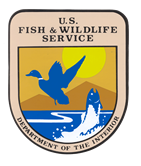 U.S.
FISH & WILDLIFE
SERVICE
DEPARTMENT OF THE INTERIOR